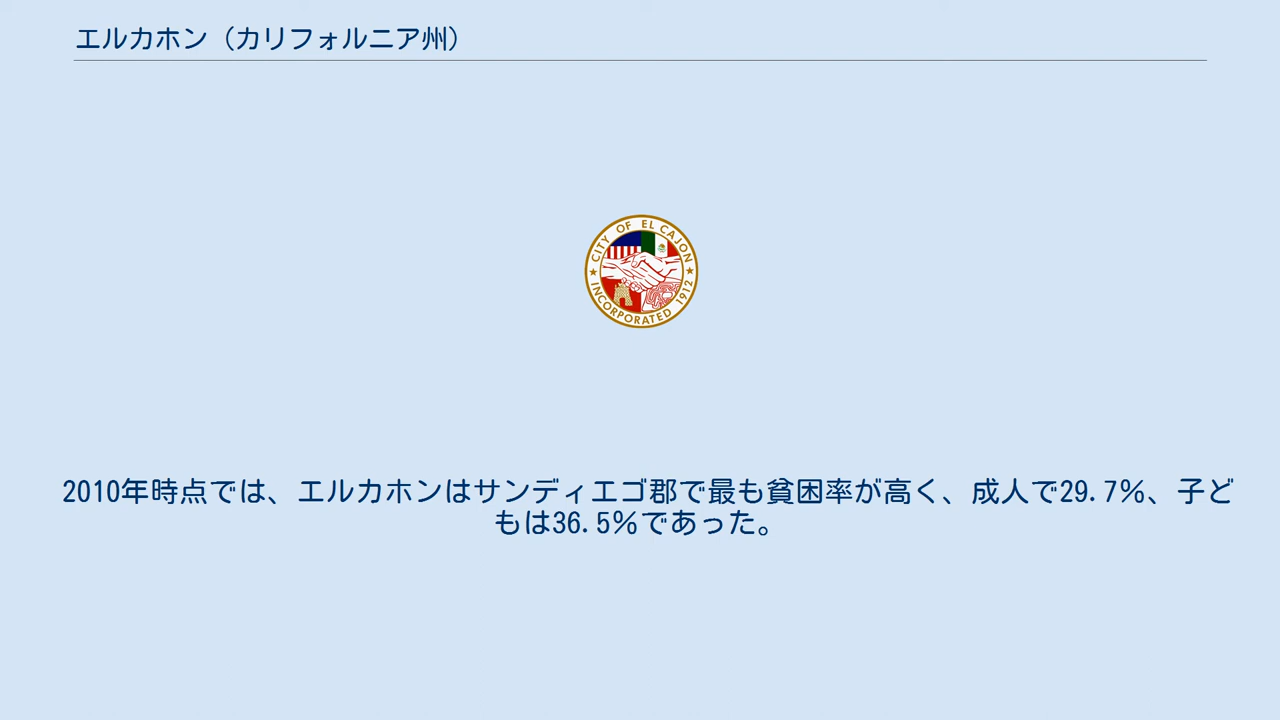 エルカホン（カリフォルニア州）
CITY OF EL CAJON
INCORPORATED 1912
2010年時点では、エルカホンはサンディエゴ郡で最も貧困率が高く、成人で29.7％、子ど
もは36.5％であった。